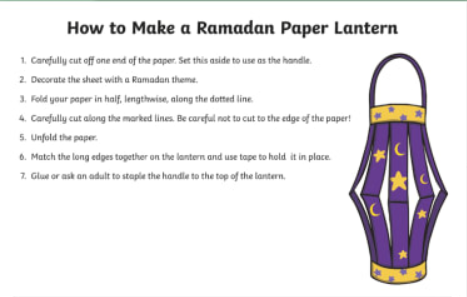 How to Make a Ramadan Paper Lantern
1. Carefully cut off one end of the paper. Set this aside to use as the handle.
2. Decorate the sheet with a Ramadan theme.
3. Fold your paper in half, lengthwise, along the dotted line.
4. Carefully cut along the marked lines. Be careful not to cut to the edge of the paper!
5. Unfold the paper.
6. Match the long edges together on the lantern and use tape to hold it in place.
7. Glue or ask an adult to staple the handle to the top of the lantern.